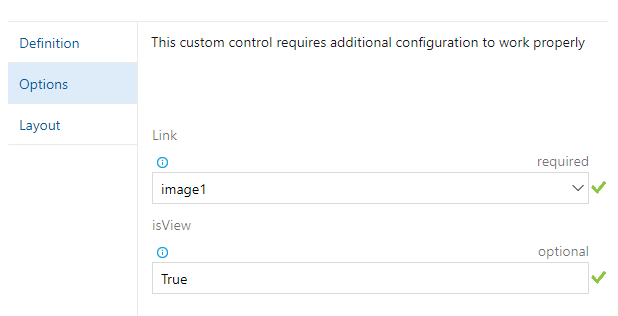 Definition
This custom control requires additional configuration to work properly
Options
Layout
Link
required
image1
isView
optional
True